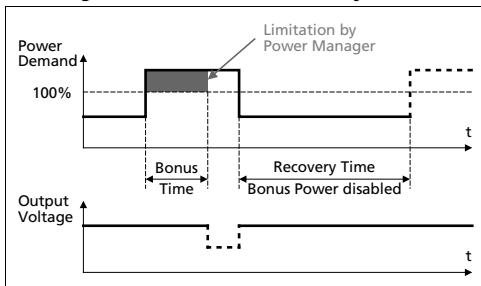 Limitation by
Power Manager
Power
Demand
100%
t
Bonus
Time
Recovery Time
Bonus Power disabled
Output
Voltage
t